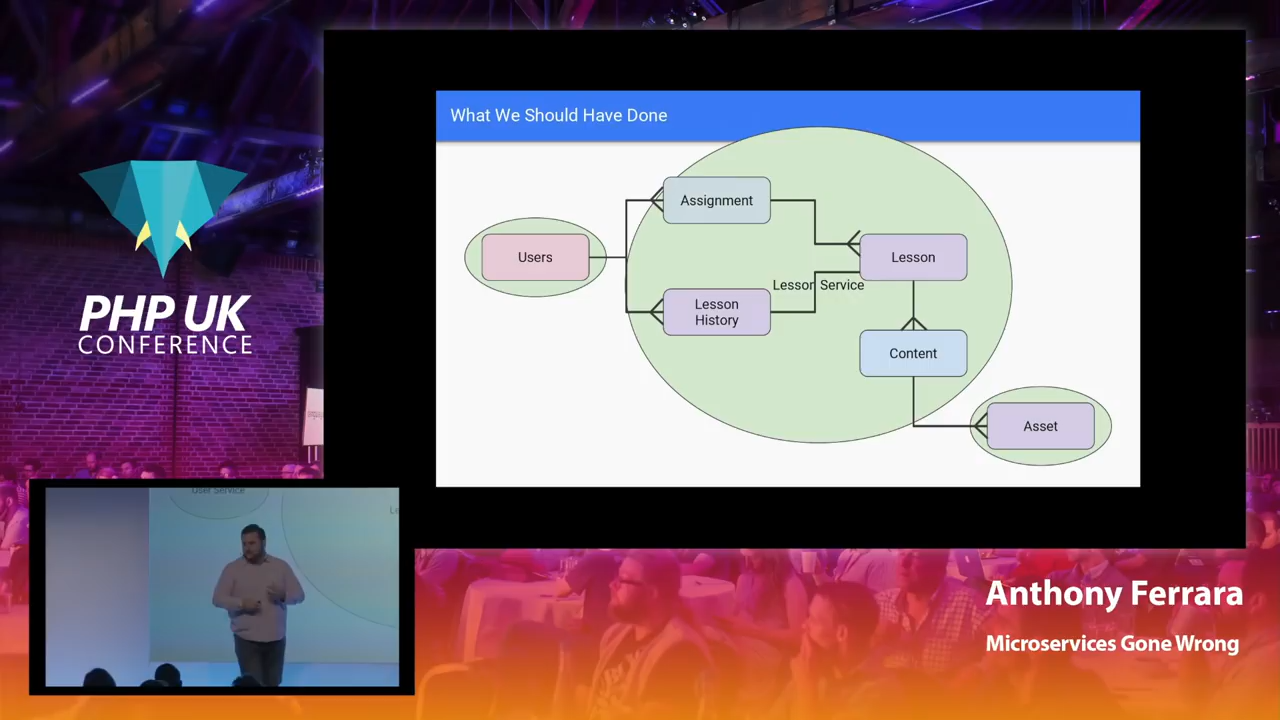 PHP UK
CONFERENCE
What We Should Have Done
Assignment
Users
Lesson
Lesson Service
Lesson
History
Content
Asset
User Service
Anthony Ferrara
Microservices Gone Wrong